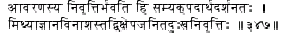 आवरणस्य निवृत्तिर्भवति हि सम्यक्पदार्थदर्शनतः ।
मिथ्याज्ञानविनाशस्तद्विक्षेपजनितदुःखनिवृत्तिः ॥३४७॥